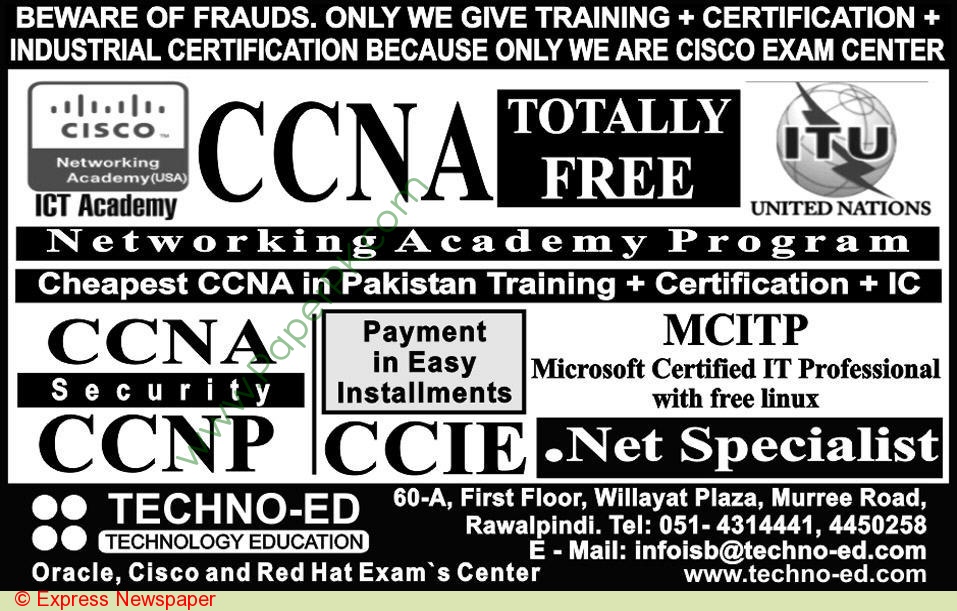 BEWARE OF FRAUDS. ONLY WE GIVE TRAINING + CERTIFICATION +
INDUSTRIAL CERTIFICATION BECAUSE ONLY WE ARE CISCO EXAM CENTER
CISCO TM
Networking
Academy(USA)
ICT Academy
CCNA
TOTALLY
FREE
ITU
UNITED NATIONS
Networking Academy Program
Cheapest CCNA in Pakistan Training + Certification + IC
CCNA
Security
CCNP
Payment
in Easy
Installments
CCIE
MCITP
Microsoft Certified IT Professional
with free linux
.Net Specialist
TECHNO-ED
TECHNOLOGY EDUCATION
Oracle, Cisco and Red Hat Exam`s Center
60-A, First Floor, Willayat Plaza, Murree Road,
Rawalpindi. Tel: 051- 4314441, 4450258
E - Mail: infoisb@techno-ed.com
www.techno-ed.com
www.Paperpk.com
© Express Newspaper